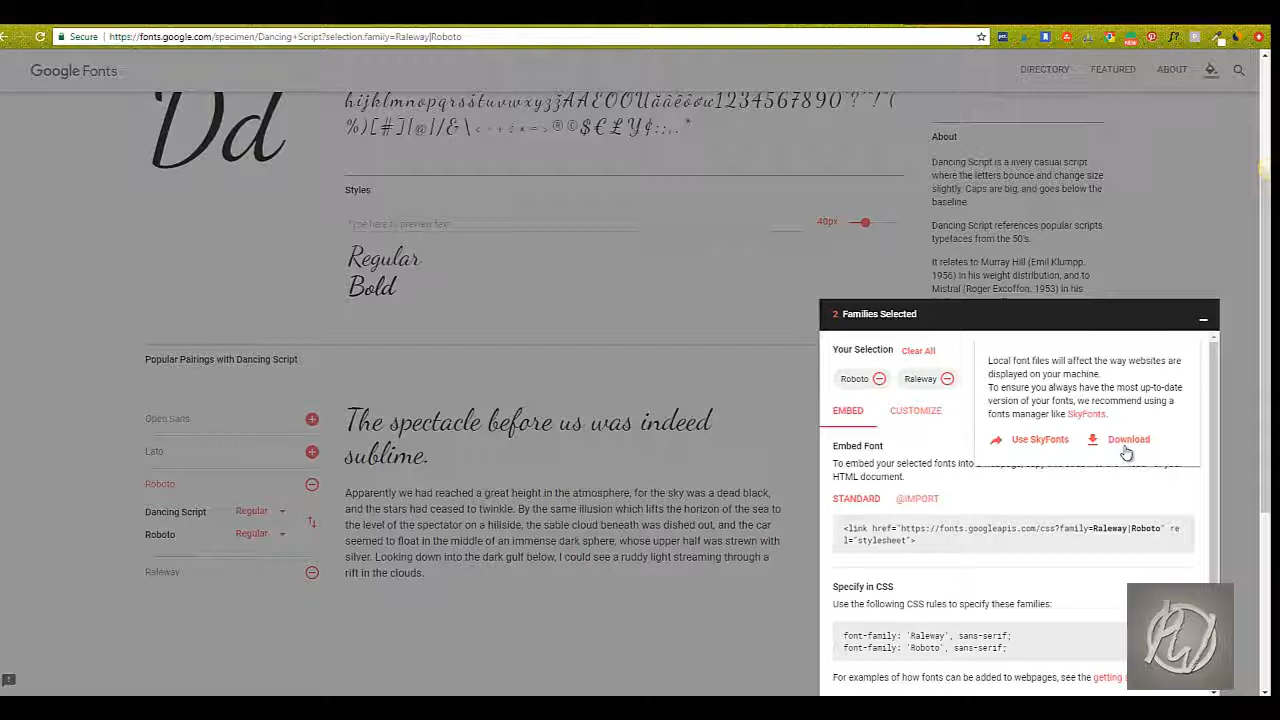 Secure
https://fonts.google.com/specimen/Dancing+Script?selection.family=Raleway|Roboto
Google Fonts
DIRECTORY
FEATURED
ABOUT
Dd
hijklmnopqrsštuvwxyzžAAEOOUäåêôøw1234567890'?'"!"(
%)[#]{@}/&\<-+÷×=>®©$€£¥¢:;,.*
Styles
Type here to preview text
40px
Regular
Bold
About
Dancing Script is a lively casual script
where the letters bounce and change size
slightly. Caps are big, and goes below the
baseline.
Dancing Script references popular scripts
typefaces from the 50's.
It relates to Murray Hill (Emil Klumpp.
1956) in his weight distribution, and to
Mistral (Roger Excoffon. 1953) in his
Popular Pairings with Dancing Script
Open Sans
Lato
Roboto
Dancing Script Regular
Roboto Regular
Raleway
The spectacle before us was indeed
sublime.
Apparently we had reached a great height in the atmosphere, for the sky was a dead black,
and the stars had ceased to twinkle. By the same illusion which lifts the horizon of the sea to
the level of the spectator on a hillside, the sable cloud beneath was dished out, and the car
seemed to float in the middle of an immense dark sphere, whose upper half was strewn with
silver. Looking down into the dark gulf below, I could see a ruddy light streaming through a
rift in the clouds.
2 Families Selected
Your Selection Clear All
Roboto
Raleway
EMBED
CUSTOMIZE
Local font files will affect the way websites are
displayed on your machine.
To ensure you always have the most up-to-date
version of your fonts, we recommend using a
fonts manager like SkyFonts.
Use SkyFonts
Download
Embed Font
To embed your selected fonts into
HTML document.
STANDARD
@IMPORT
<link href="https://fonts.googleapis.com/css?family=Raleway|Roboto" re
l="stylesheet">
Specify in CSS
Use the following CSS rules to specify these families:
font-family: 'Raleway', sans-serif;
font-family: 'Roboto', sans-serif;
For examples of how fonts can be added to webpages, see the getting